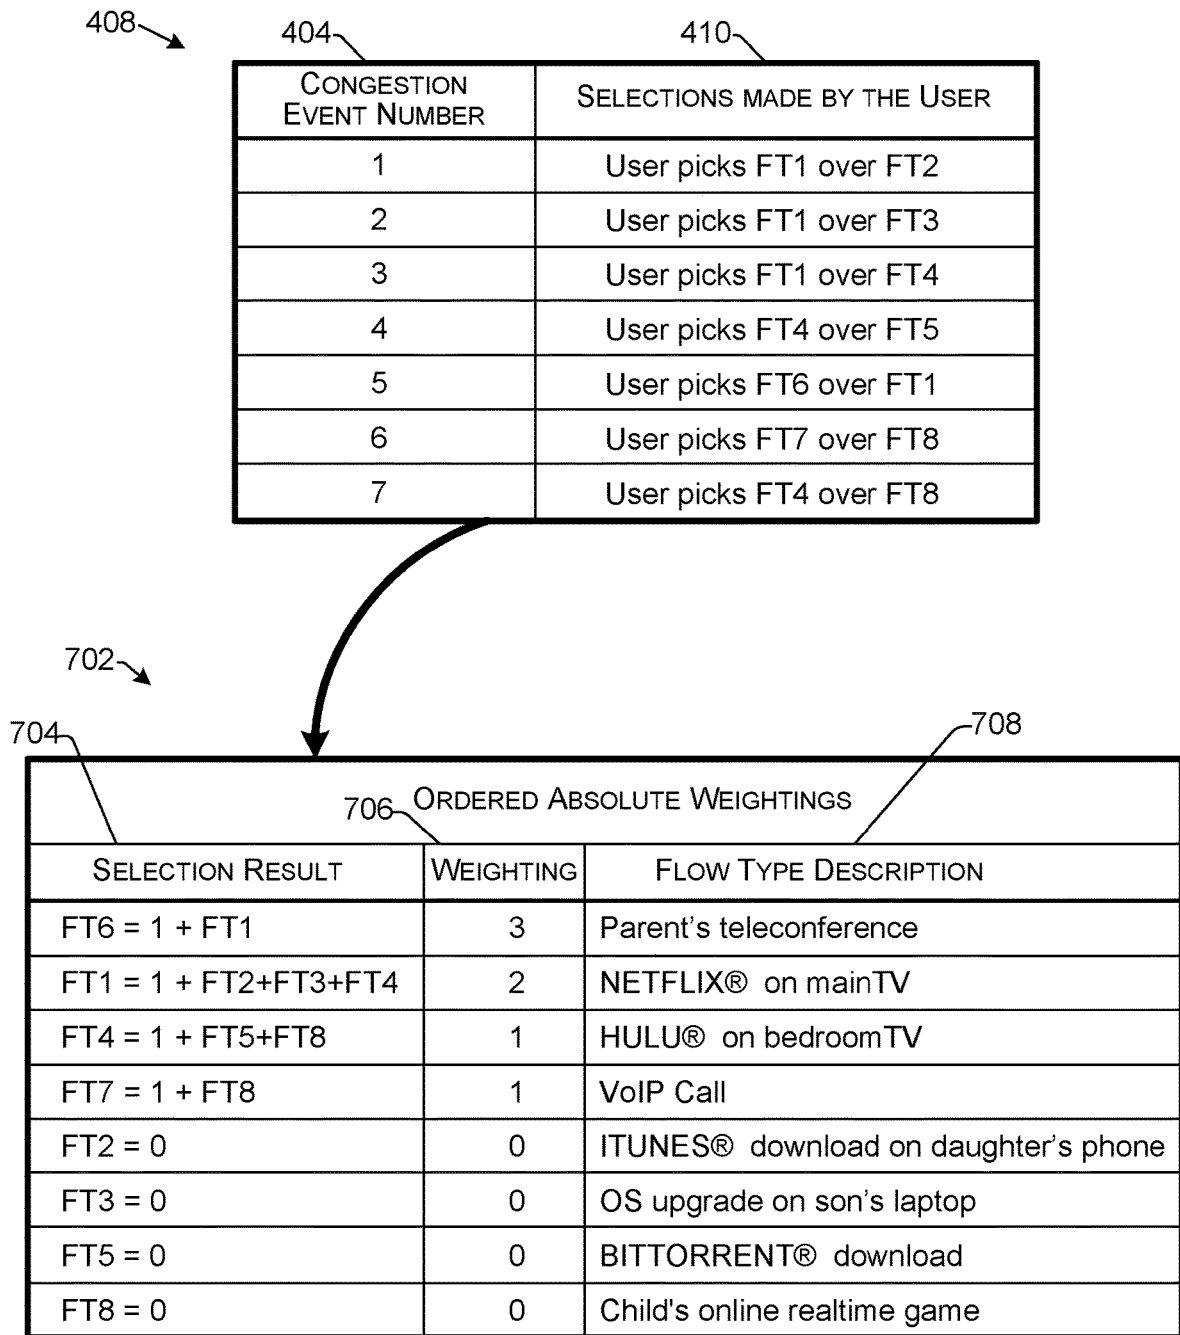 408
404
410
CONGESTION
EVENT NUMBER
SELECTIONS MADE BY THE USER
1 User picks FT1 over FT2
2 User picks FT1 over FT3
3 User picks FT1 over FT4
4 User picks FT4 over FT5
5 User picks FT6 over FT1
6 User picks FT7 over FT8
7 User picks FT4 over FT8
702
704
708
706
ORDERED ABSOLUTE WEIGHTINGS
SELECTION RESULT WEIGHTING FLOW TYPE DESCRIPTION
FT6 = 1 + FT1 3 Parent's teleconference
FT1 = 1 + FT2+FT3+FT4 2 NETFLIX® on mainTV
FT4 = 1 + FT5+FT8 1 HULU® on bedroomTV
FT7 = 1 + FT8 1 VoIP Call
FT2 = 0 0 ITUNES® download on daughter's phone
FT3 = 0 0 OS upgrade on son's laptop
FT5 = 0 0 BITTORRENT® download
FT8 = 0 0 Child's online realtime game